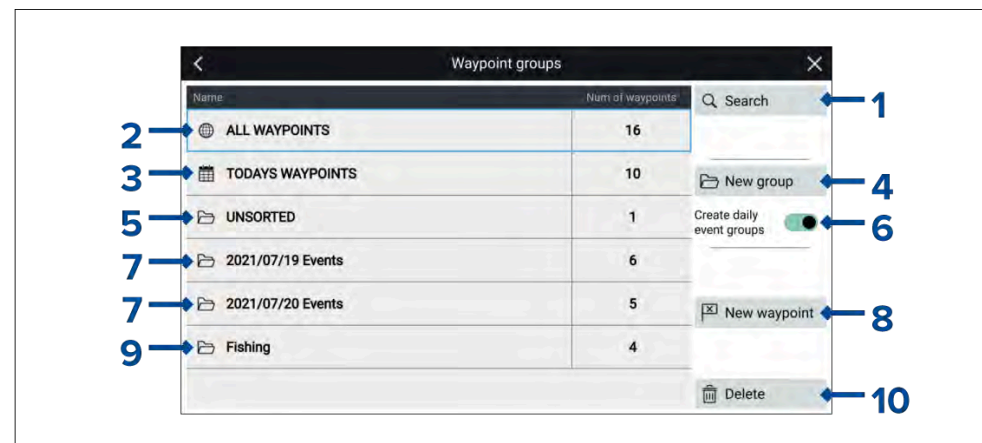 Waypoint groups
Name Num of waypoints Search 1
2 ALL WAYPOINTS 16
3 TODAYS WAYPOINTS 10 New group 4
5 UNSORTED 1 Create daily
event groups 6
7 2021/07/19 Events 6
7 2021/07/20 Events 5 New waypoint 8
9 Fishing 4
Delete 10